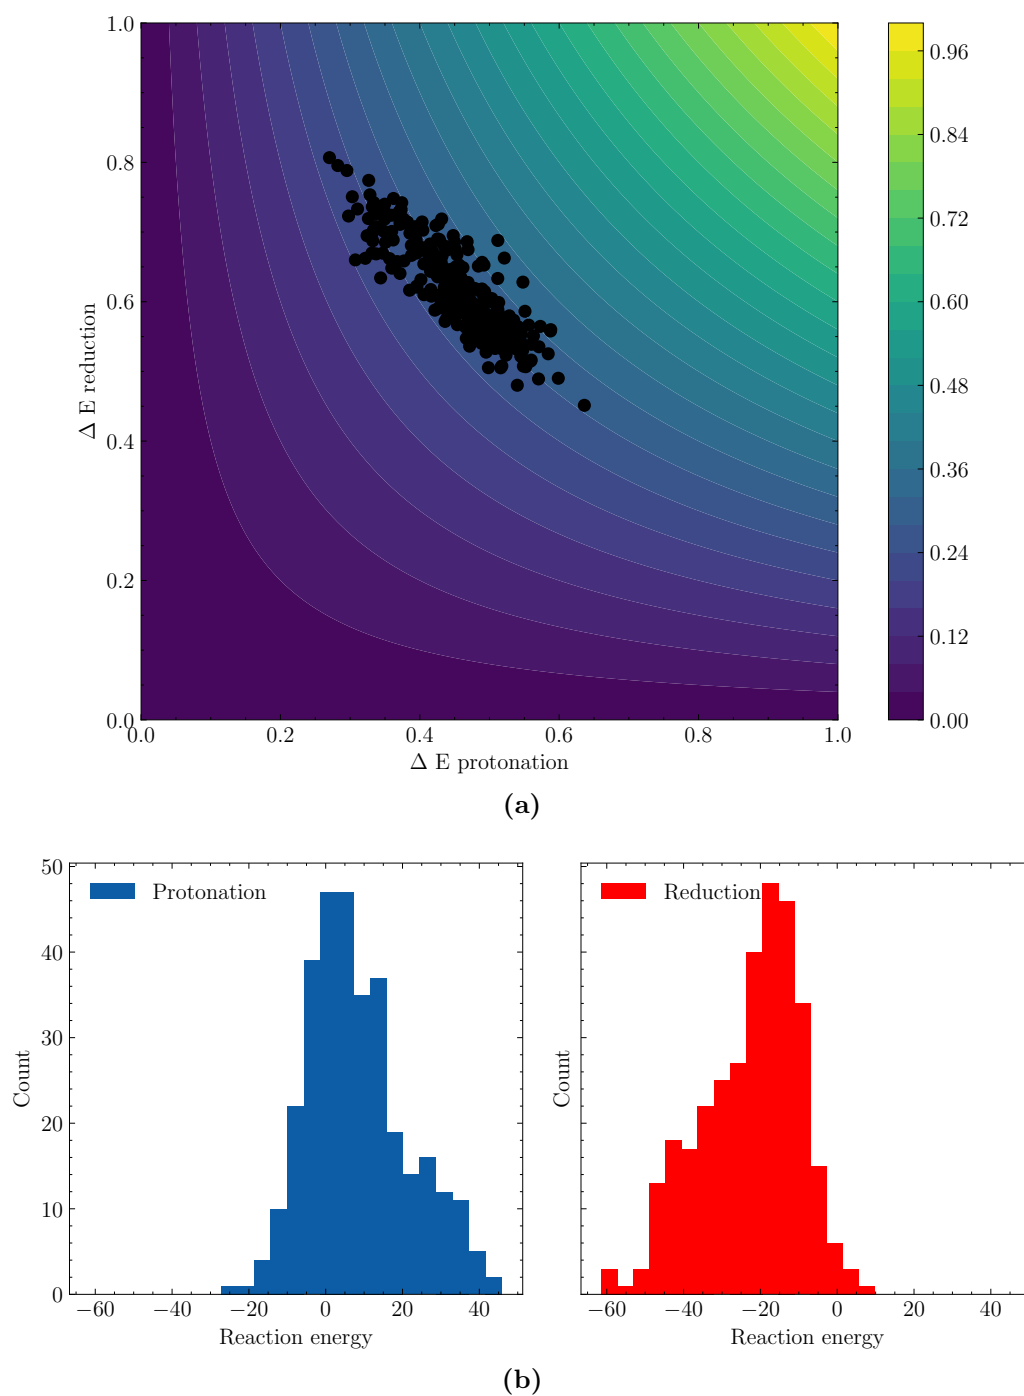 1.0
0.8
0.6
0.4
0.2
0.0
Δ E reduction
0.0 0.2 0.4 0.6 0.8 1.0
Δ E protonation
0.96
0.84
0.72
0.60
0.48
0.36
0.24
0.12
0.00
(a)
50
40
30
20
10
0
Count
Protonation
−60 −40 −20 0 20 40
Reaction energy
Count
Reduction
−60 −40 −20 0 20 40
Reaction energy
(b)